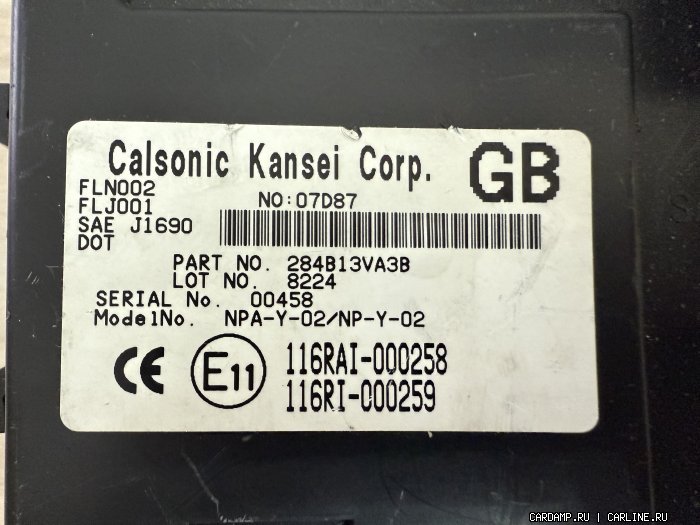 Calsonic Kansei Corp. GB
FLN002
FLJ001
NO:07D87
SAE J1690
DOT
PART NO. 284B13VA3B
LOT NO. 8224
SERIAL No. 00458
ModelNo. NPA-Y-02/NP-Y-02
CE E11 116RAI-000258
116RI-000259
CARDAMP.RU | CARLINE.RU